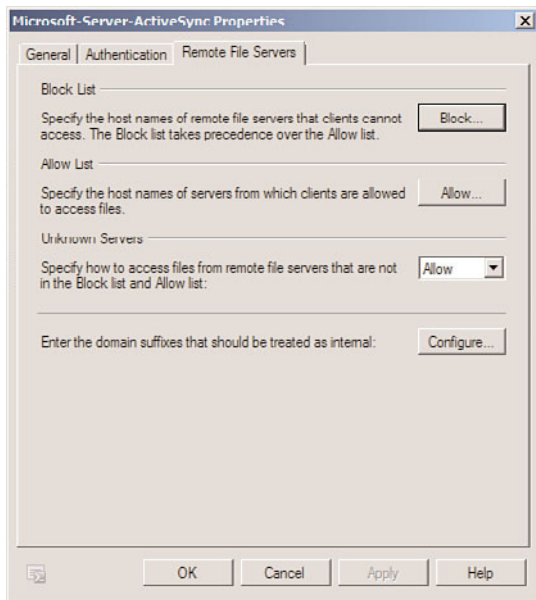 Microsoft-Server-ActiveSync Properties
General
Authentication
Remote File Servers
Block List
Specify the host names of remote file servers that clients cannot
access. The Block list takes precedence over the Allow list.
Block...
Allow List
Specify the host names of servers from which clients are allowed
to access files.
Allow...
Unknown Servers
Specify how to access files from remote file servers that are not
in the Block list and Allow list:
Allow
Enter the domain suffixes that should be treated as internal:
Configure...
OK
Cancel
Apply
Help